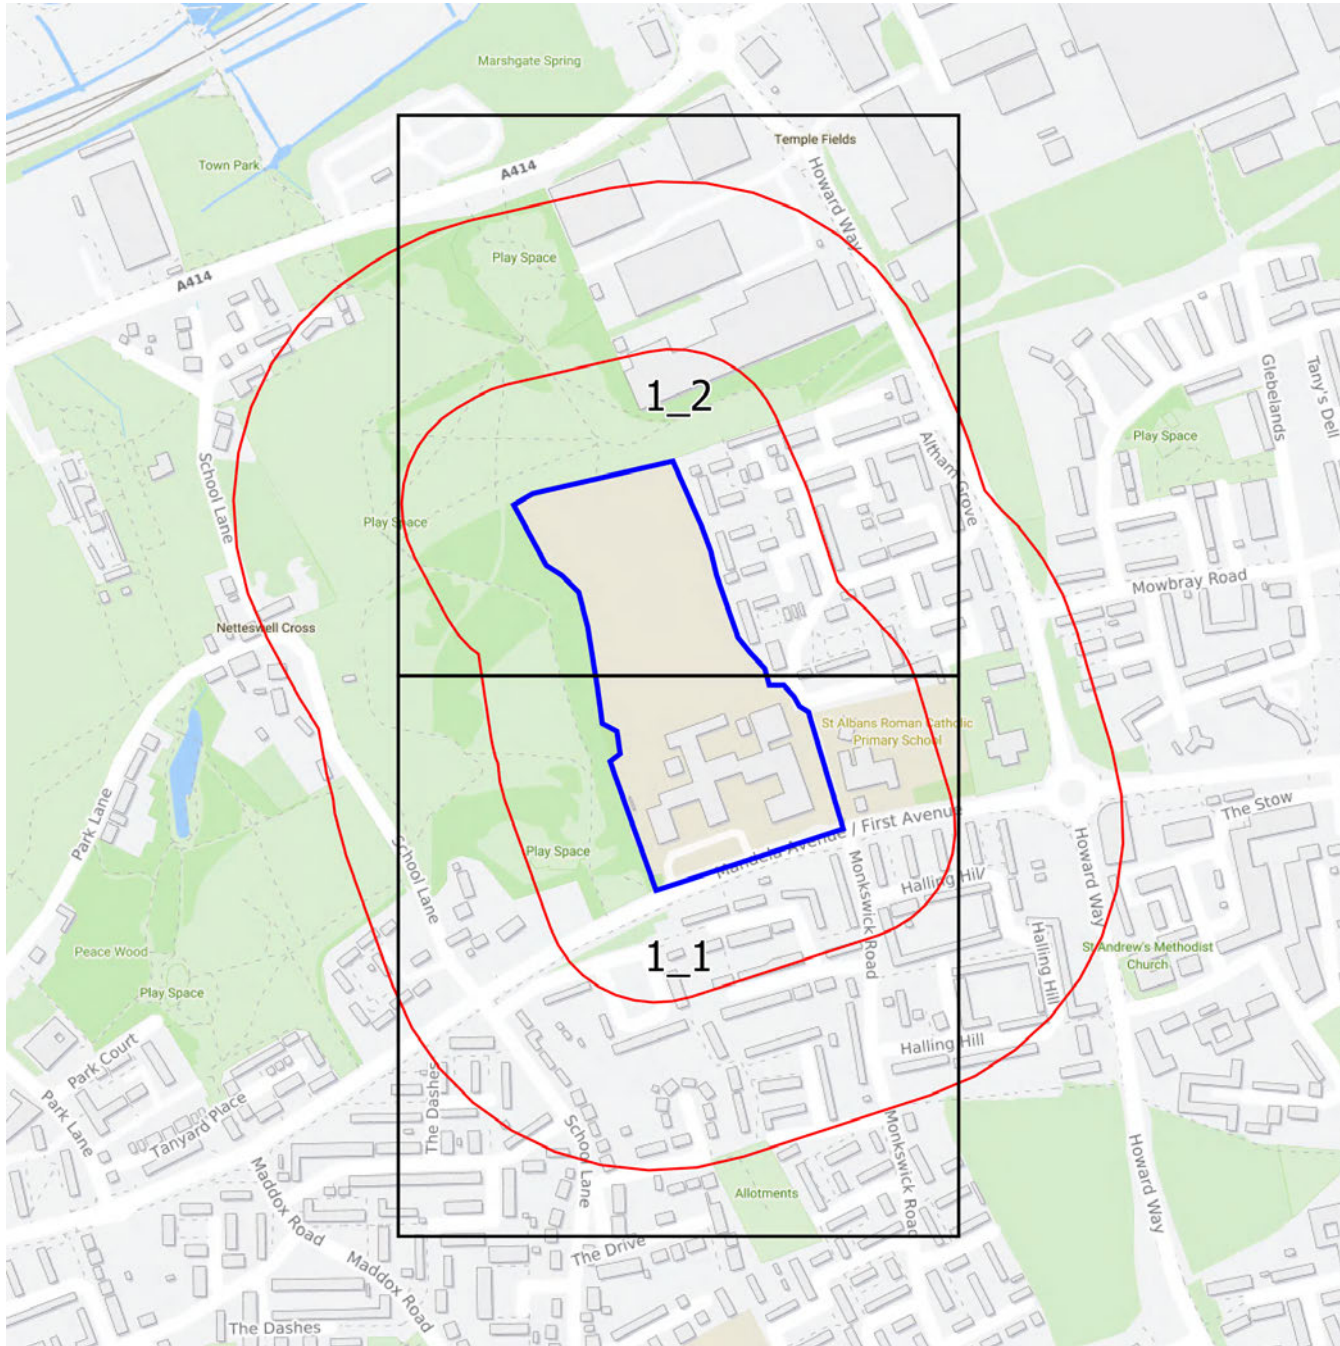 Marshgate Spring
Temple Fields
Town Park
A414
Howard Way
Play Space
A414
1_2
Glebelands
Tany's Dell
Play Space
Altham Grove
School Lane
Play Space
Mowbray Road
Netteswell Cross
St Albans Roman Catholic
Primary School
The Stow
Park Lane
Mandela Avenue / First Avenue
Howard Way
School Lane
Play Space
Monkswick Road
Halling Hill
Peace Wood
1_1
Halling Hill
St Andrew's Methodist
Church
Play Space
Park Court
Halling Hill
The Dashes
Park Lane
Tanyard Place
School Lane
Monkswick Road
Howard Way
Maddox Road
Allotments
The Drive
Maddox Road
The Dashes